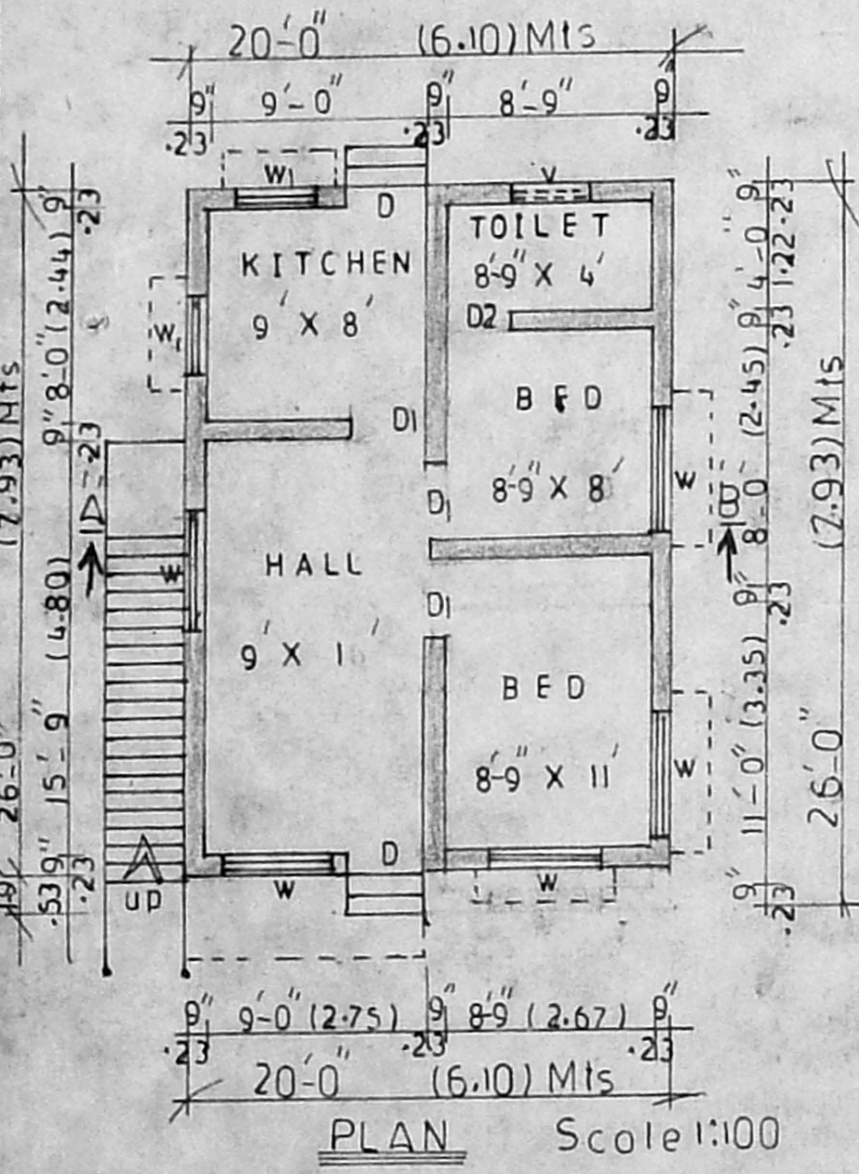 20'-0" (6.10) Mts
9" 9'-0" 9" 8'-9" 9"
.23 .23 .23
W1 D V
KITCHEN
9' X 8'
TOILET
8'-9" X 4'
D2
W1
BED
8'-9" X 8'
D1
D1
W
HALL
9' X 1
W
D1
BED
8'-9" X 11'
W
D
W
W
UP
9" 8'-0" (2.44) 9"
.23
.23
15'-9" (4.80)
9"
.23
.53
26'-0" (7.93) Mts
9" 4'-0" 9" 8'-0" (2.45) 9" 11'-0" (3.35) 9"
.23 1.22 .23 .23 .23
B'
26'-0" (7.93) Mts
9" 9'-0" (2.75) 9" 8'-9" (2.67) 9"
.23 .23 .23
20'-0" (6.10) Mts
PLAN Scole 1:100